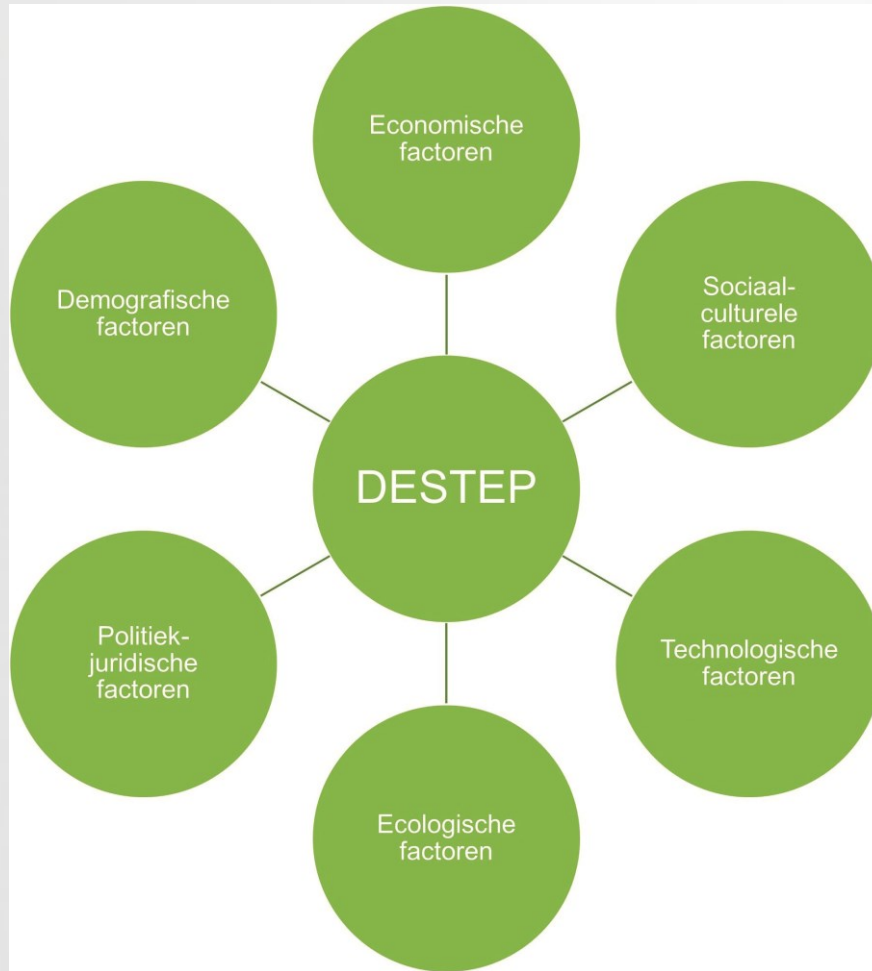 Economische
factoren
Demografische
factoren
Sociaal-
culturele
factoren
DESTEP
Politiek-
juridische
factoren
Technologische
factoren
Ecologische
factoren